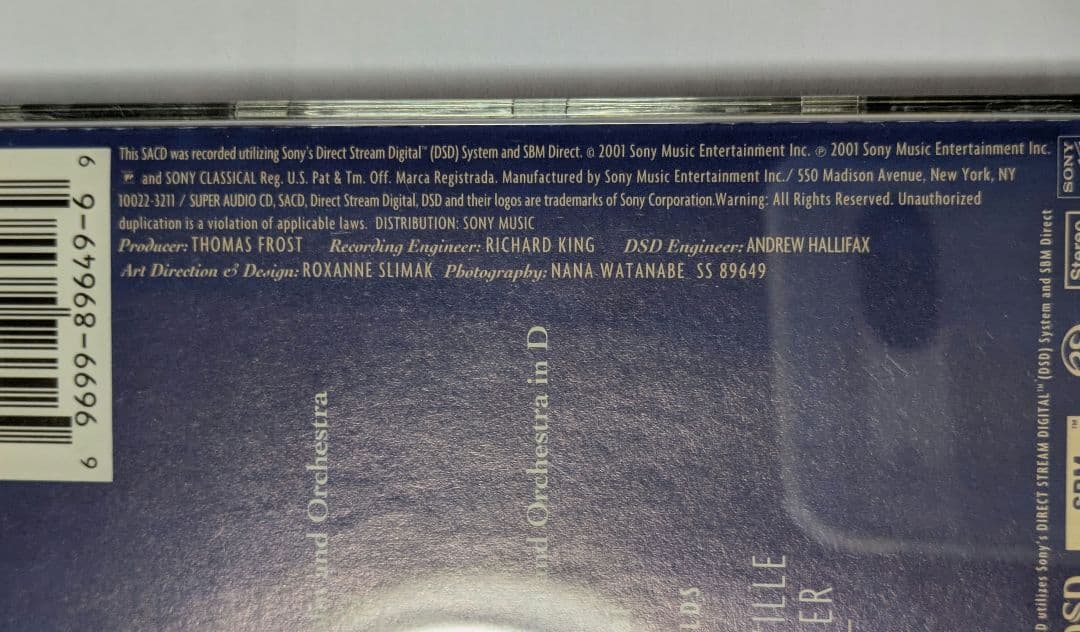 This SACD was recorded utilizing Sony's Direct Stream Digital™ (DSD) System and SBM Direct. © 2001 Sony Music Entertainment Inc. ℗ 2001 Sony Music Entertainment Inc.
and SONY CLASSICAL Reg. U.S. Pat & Tm. Off. Marca Registrada. Manufactured by Sony Music Entertainment Inc./ 550 Madison Avenue, New York, NY
10022-3211 / SUPER AUDIO CD, SACD, Direct Stream Digital, DSD and their logos are trademarks of Sony Corporation.Warning: All Rights Reserved. Unauthorized
duplication is a violation of applicable laws. DISTRIBUTION: SONY MUSIC
Producer: THOMAS FROST Recording Engineer: RICHARD KING DSD Engineer: ANDREW HALLIFAX
Art Direction & Design: ROXANNE SLIMAK Photography: NANA WATANABE SS 89649
6 9699-89649-6 9
and Orchestra
and Orchestra in D
LDS
ILLE
ER
utilizes Sony's DIRECT STREAM DIGITAL™ (DSD) System and SBM Direct
SONY
Stereo
SBM™
DSD